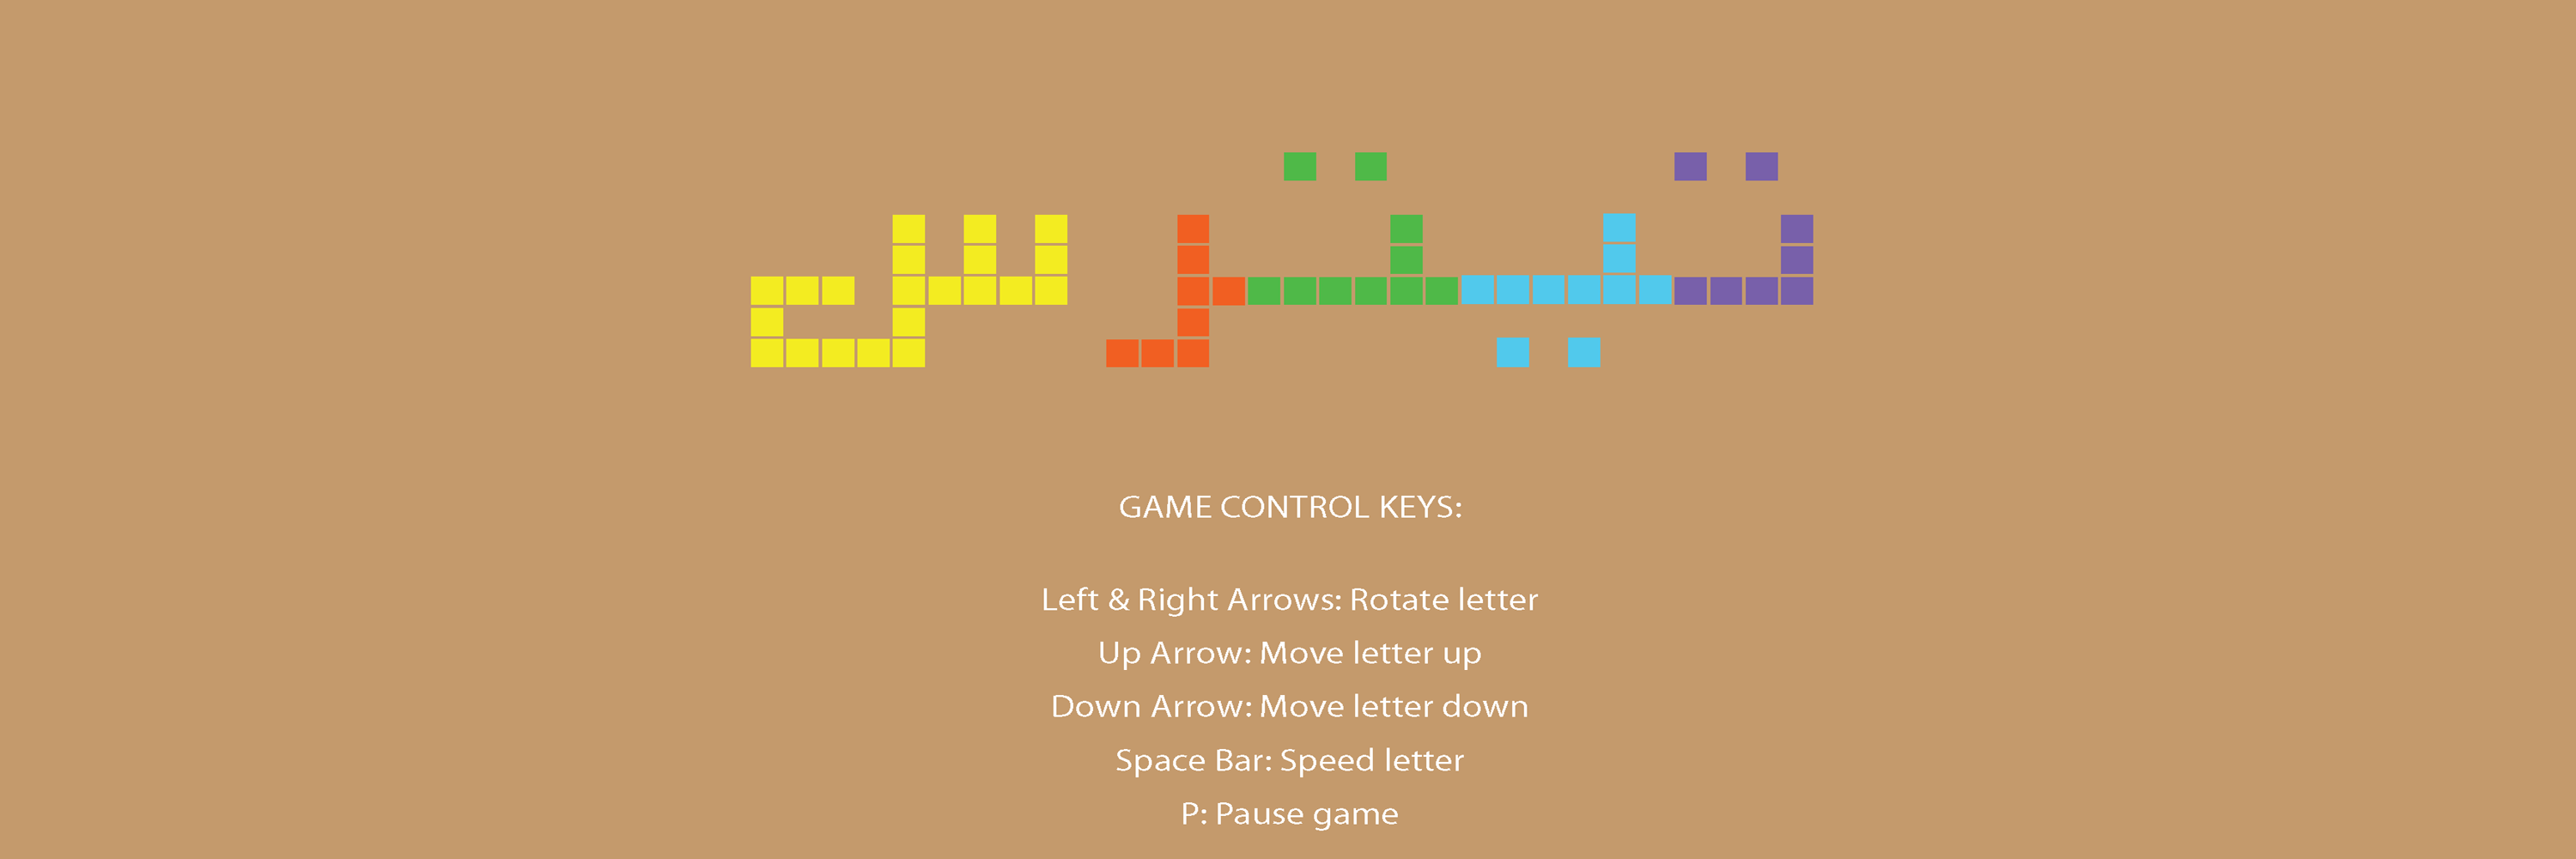 تيترس
GAME CONTROL KEYS:
Left & Right Arrows: Rotate letter
Up Arrow: Move letter up
Down Arrow: Move letter down
Space Bar: Speed letter
P: Pause game